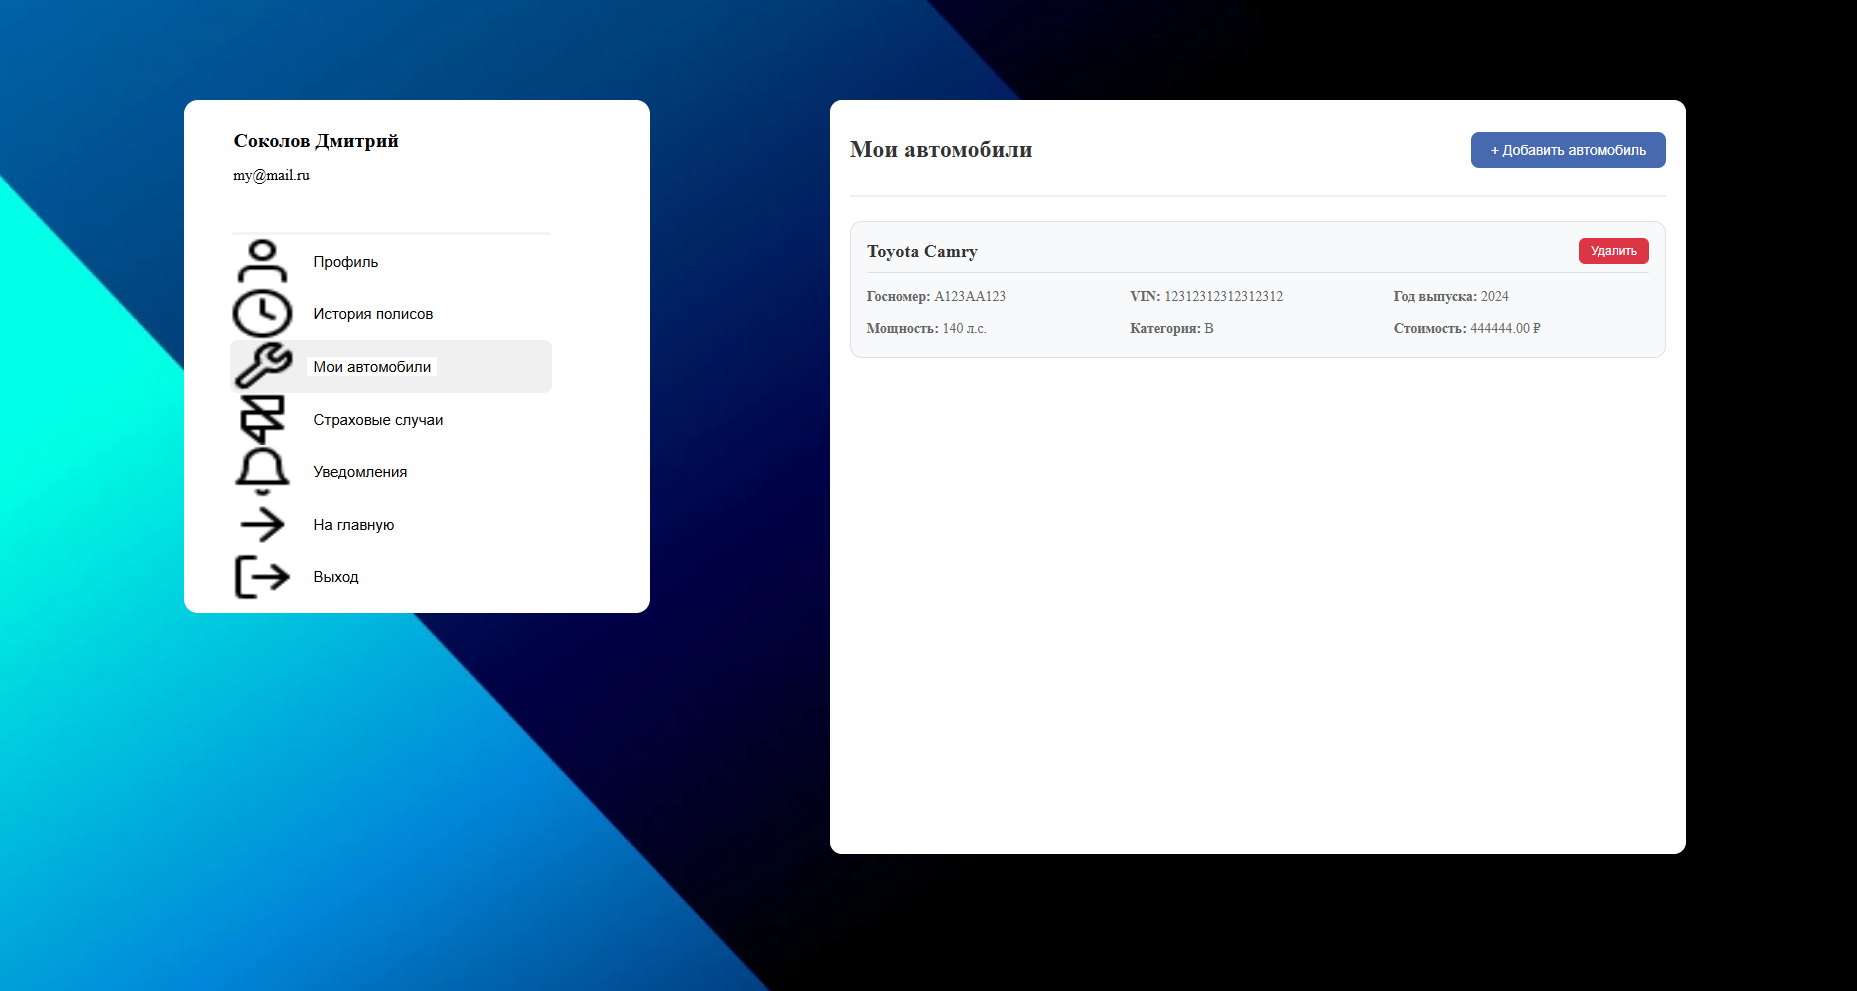 Соколов Дмитрий
my@mail.ru
Профиль
История полисов
Мои автомобили
Страховые случаи
Уведомления
На главную
Выход
Мои автомобили
+ Добавить автомобиль
Toyota Camry
Удалить
Госномер: А123АА123 VIN: 12312312312312312 Год выпуска: 2024
Мощность: 140 л.с. Категория: B Стоимость: 444444.00 ₽